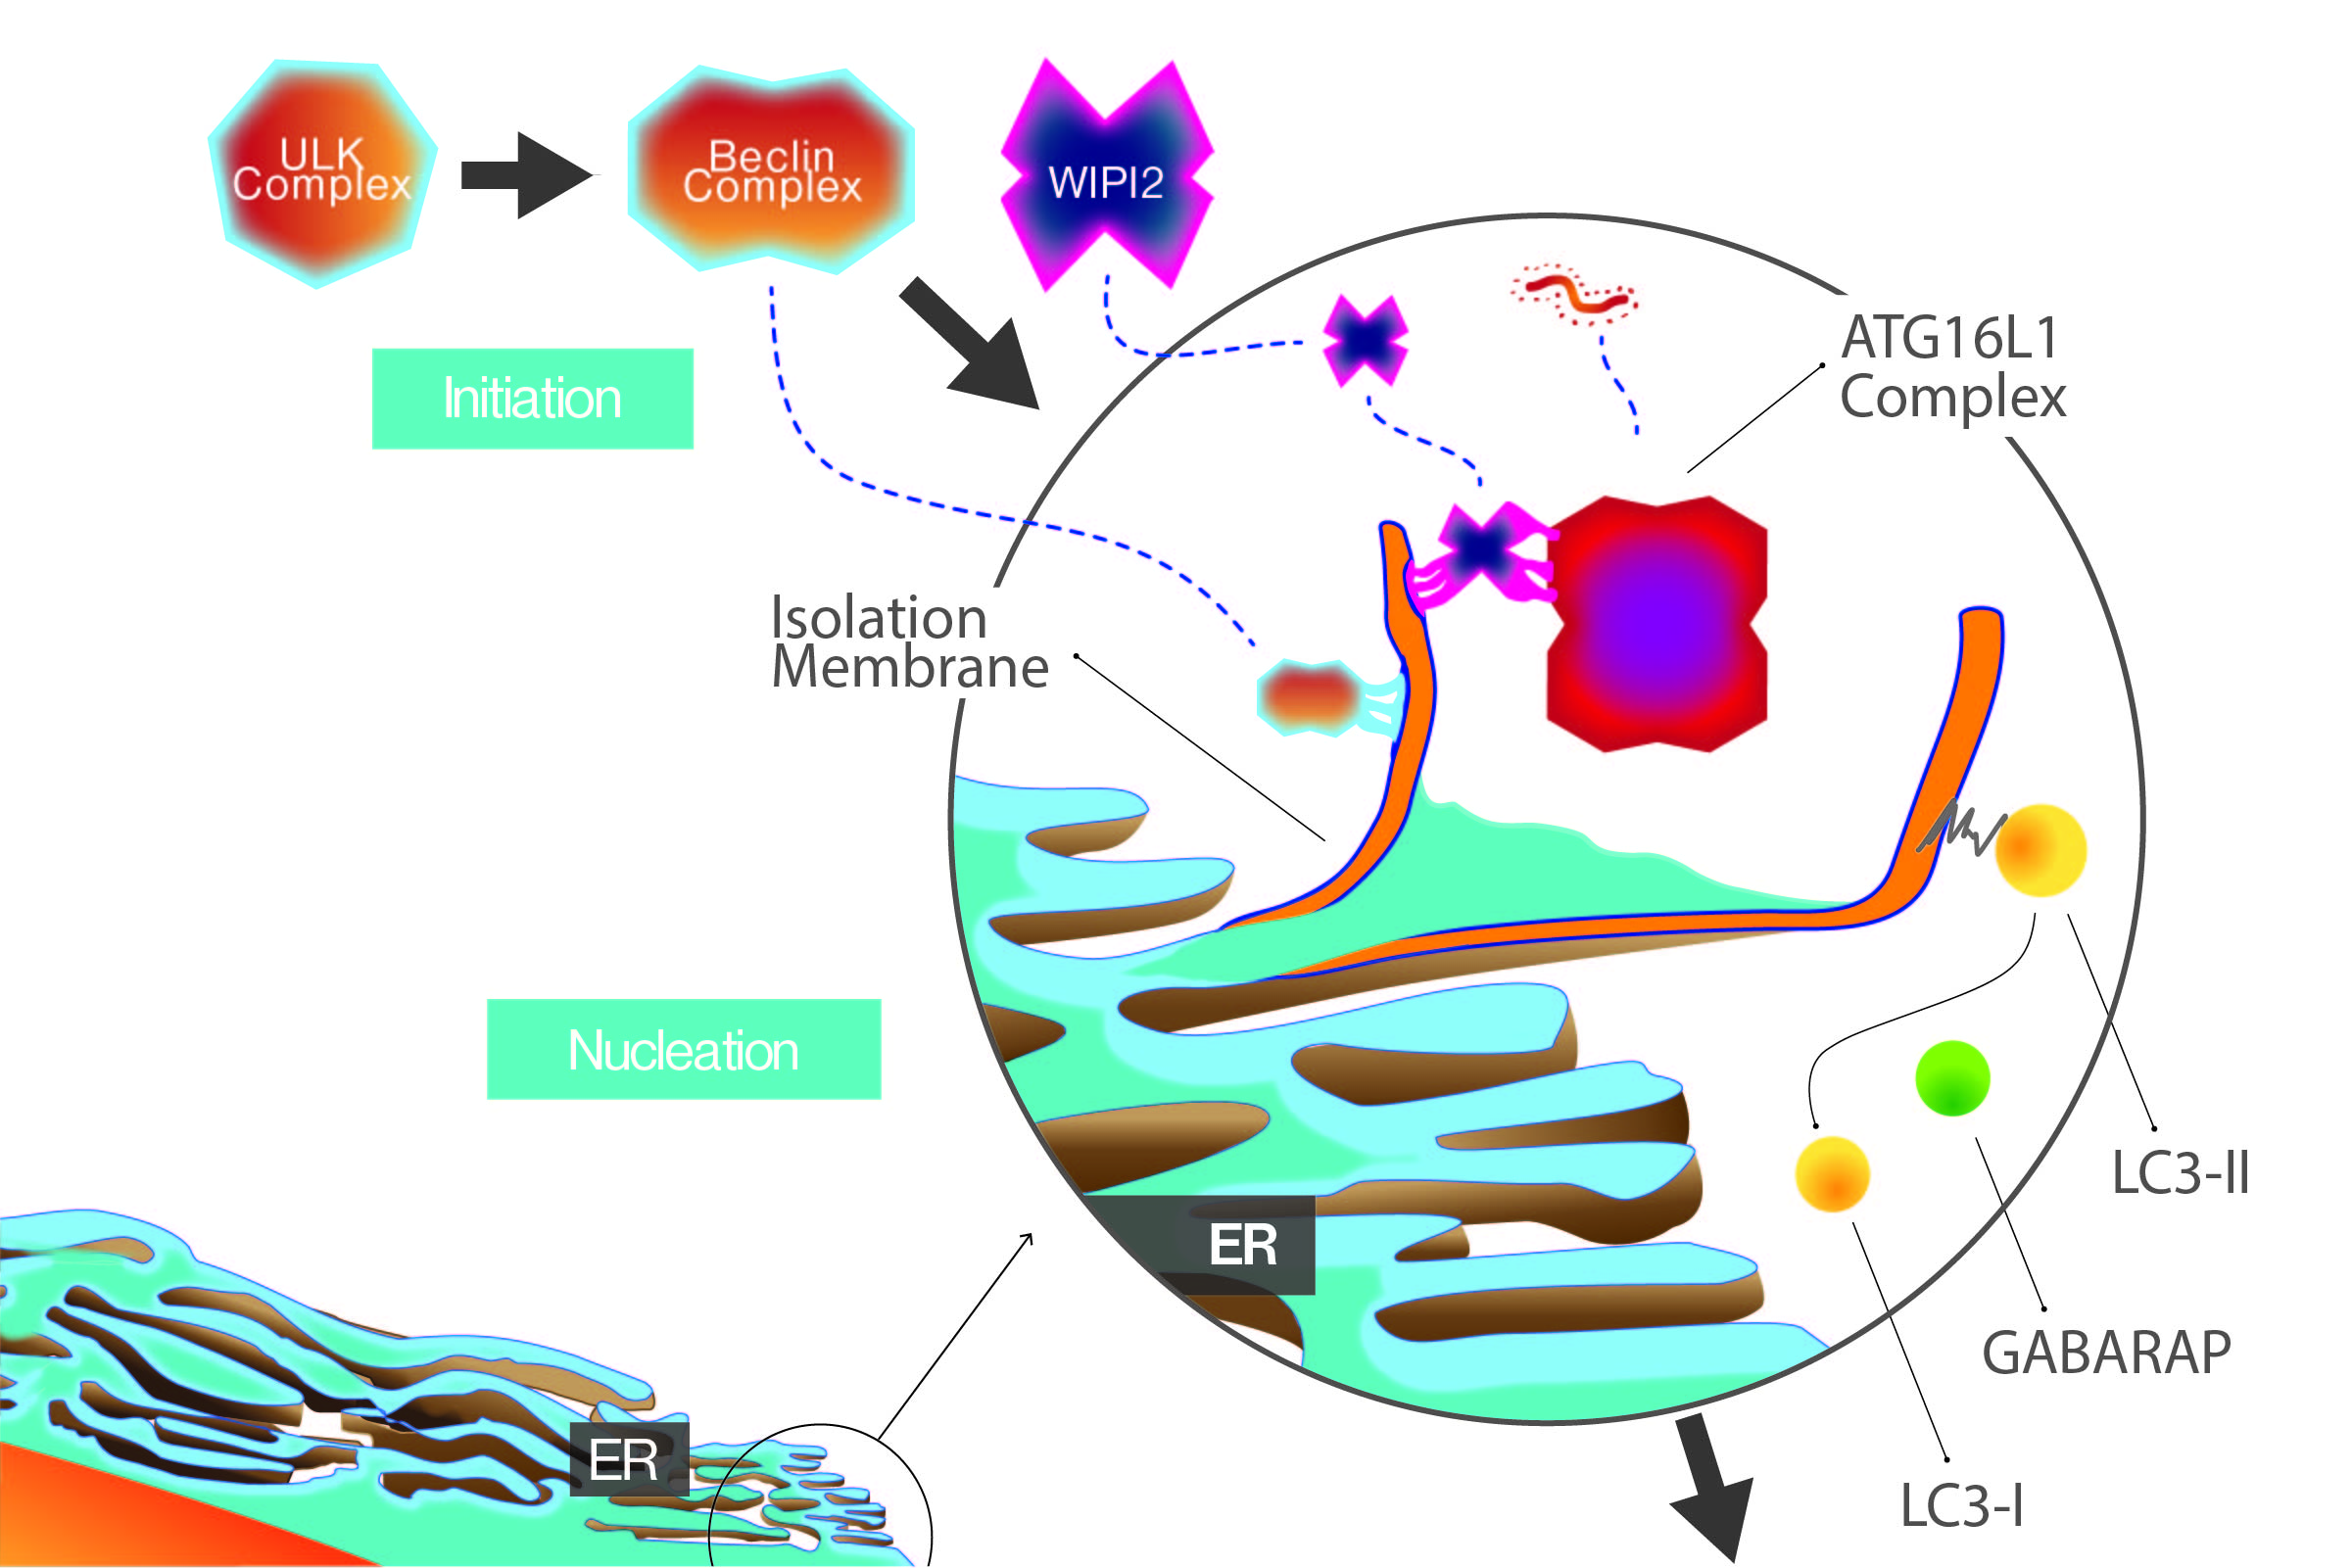 ULK
Complex
Beclin
Complex
WIPI2
Initiation
ATG16L1
Complex
Isolation
Membrane
Nucleation
ER
LC3-II
GABARAP
ER
LC3-I